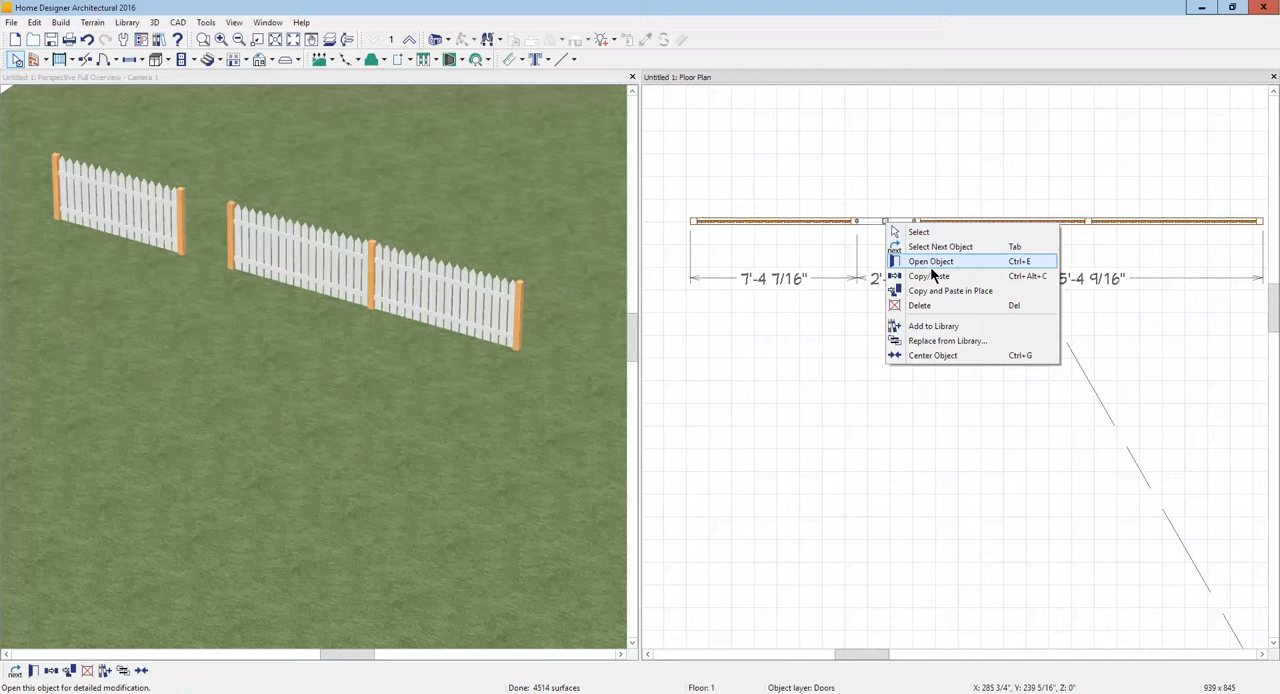 Home Designer Architectural 2016
File Edit Build Terrain Library 3D CAD Tools View Window Help
1
Untitled 1: Perspective Full Overview - Camera 1
Untitled 1: Floor Plan
Select
Select Next Object Tab
Open Object Ctrl+E
Copy/Paste Ctrl+Alt+C
Copy and Paste in Place
Delete Del
Add to Library
Replace from Library...
Center Object Ctrl+G
7'-4 7/16"
2'-
5'-4 9/16"
next
Open this object for detailed modification.
Done: 4514 surfaces
Floor: 1
Object layer: Doors
X: 285 3/4", Y: 239 5/16", Z: 0"
939 x 845